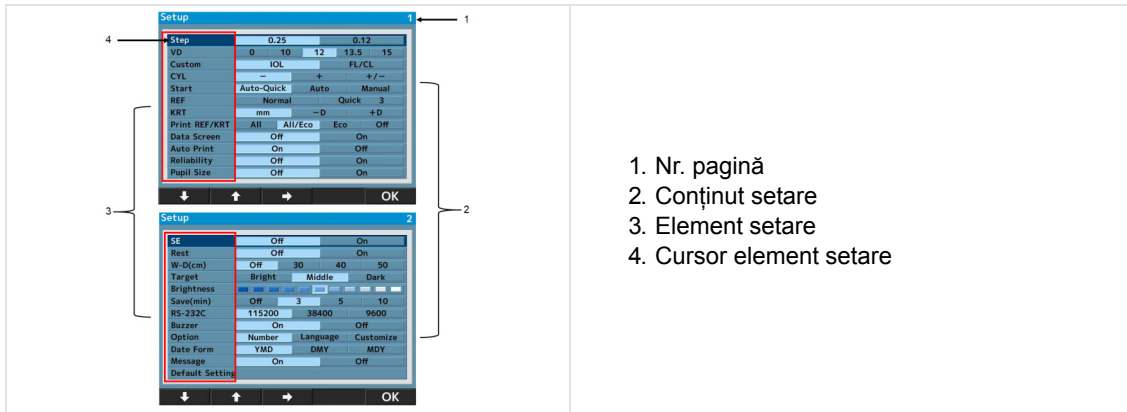 Setup 1
1
4
Step 0.25 0.12
VD 0 10 12 13.5 15
Custom IOL FL/CL
CYL − + +/−
Start Auto-Quick Auto Manual
REF Normal Quick 3
KRT mm −D +D
Print REF/KRT All All/Eco Eco Off
Data Screen Off On
Auto Print On Off
Reliability Off On
Pupil Size Off On
OK
3
2
Setup 2
SE Off On
Rest Off On
W-D(cm) Off 30 40 50
Target Bright Middle Dark
Brightness
Save(min) Off 3 5 10
RS-232C 115200 38400 9600
Buzzer On Off
Option Number Language Customize
Date Form YMD DMY MDY
Message On Off
Default Setting
OK
1. Nr. pagină
2. Conținut setare
3. Element setare
4. Cursor element setare